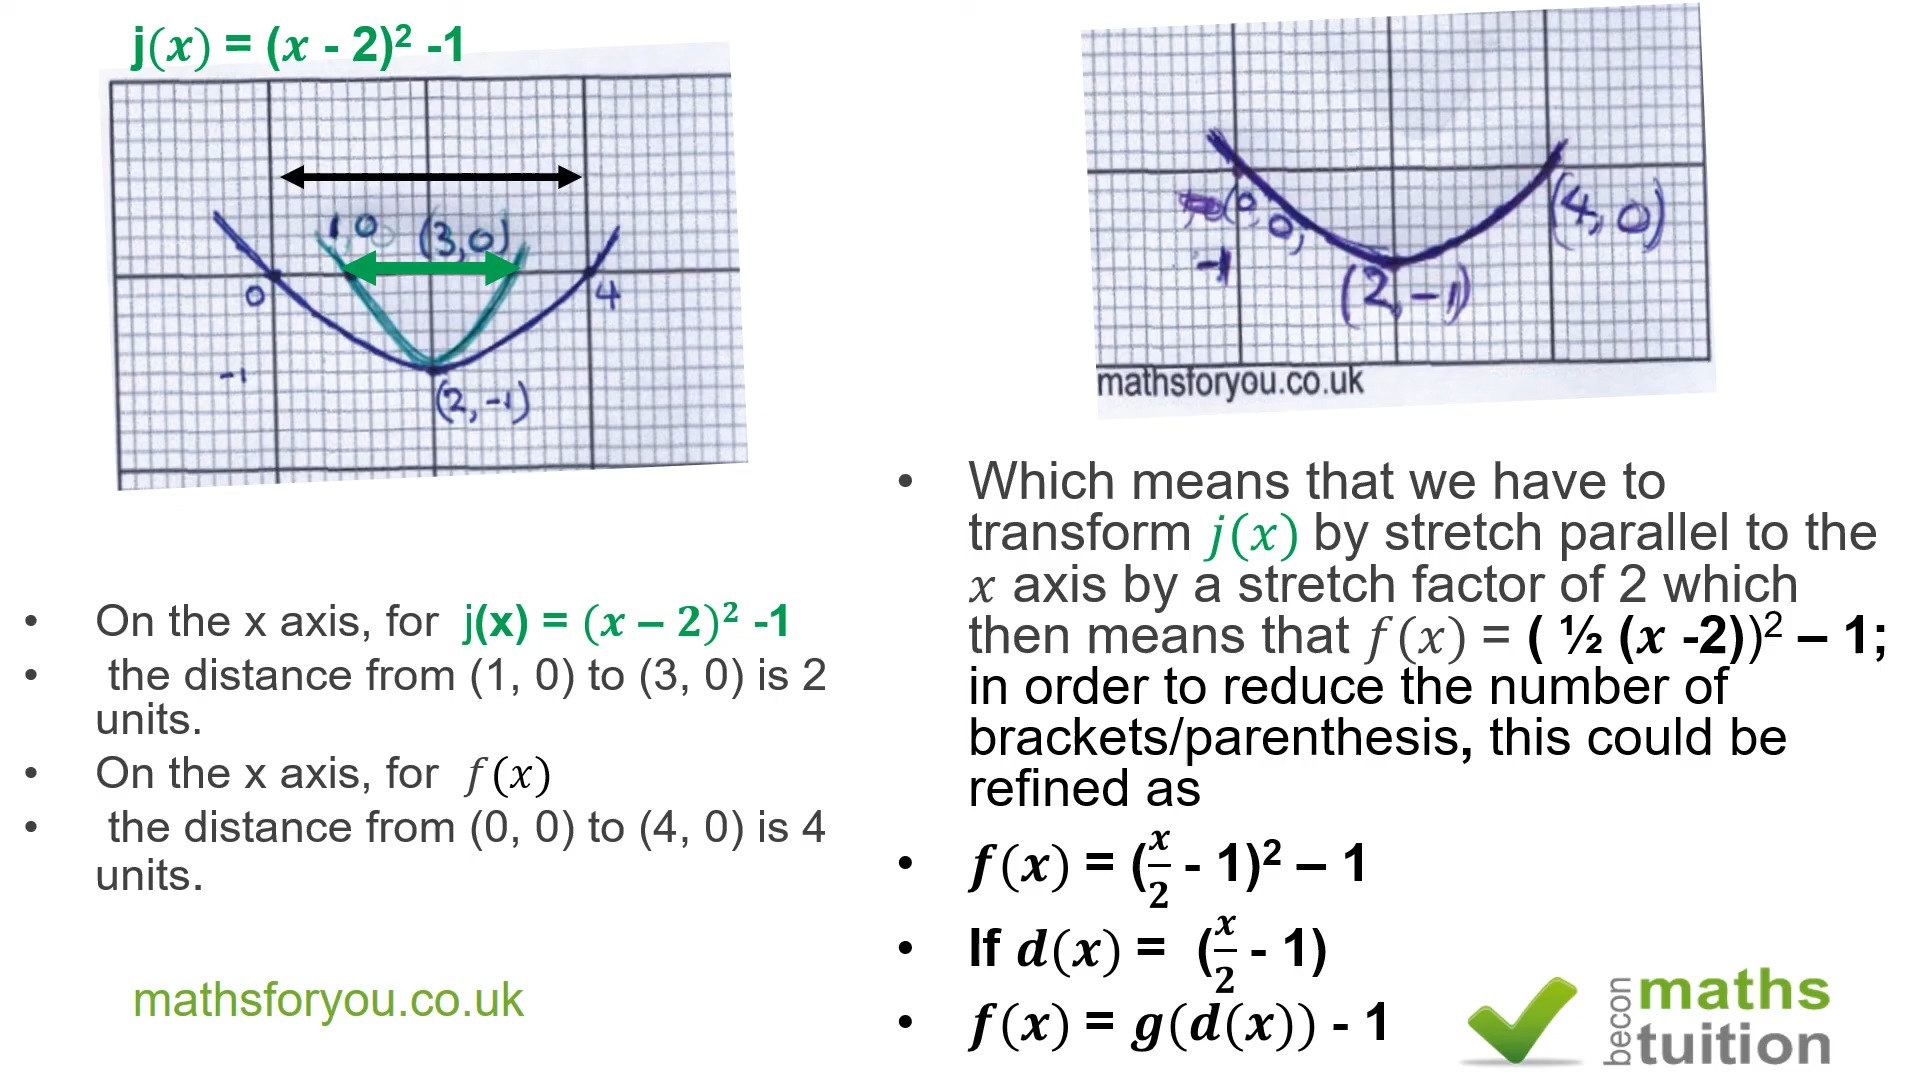 j(x) = (x - 2)² -1
1 0 (3,0)
0
4
-1
(2,-1)
On the x axis, for j(x) = (x – 2)² -1
the distance from (1, 0) to (3, 0) is 2
units.
On the x axis, for f(x)
the distance from (0, 0) to (4, 0) is 4
units.
mathsforyou.co.uk
(0, 0,
(4, 0)
-1
(2,-1)
mathsforyou.co.uk
Which means that we have to
transform j(x) by stretch parallel to the
x axis by a stretch factor of 2 which
then means that f(x) = ( ½ (x -2))² – 1;
in order to reduce the number of
brackets/parenthesis, this could be
refined as
f(x) = (x/2 - 1)² – 1
If d(x) = (x/2 - 1)
f(x) = g(d(x)) - 1
becon
maths
tuition